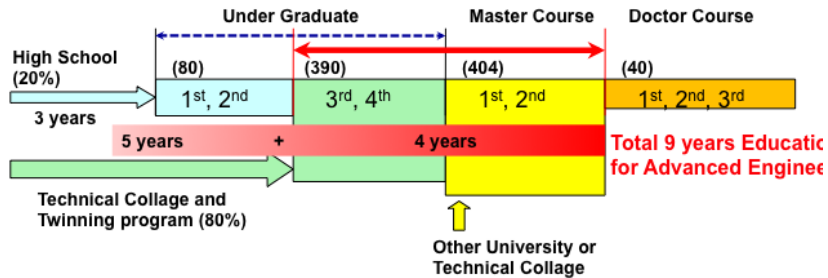 Under Graduate
Master Course
Doctor Course
High School
(20%)
(80)
(390)
(404)
(40)
1st, 2nd
3rd, 4th
1st, 2nd
1st, 2nd, 3rd
3 years
5 years + 4 years
Total 9 years Educatio
for Advanced Enginee
Technical Collage and
Twinning program (80%)
Other University or
Technical Collage